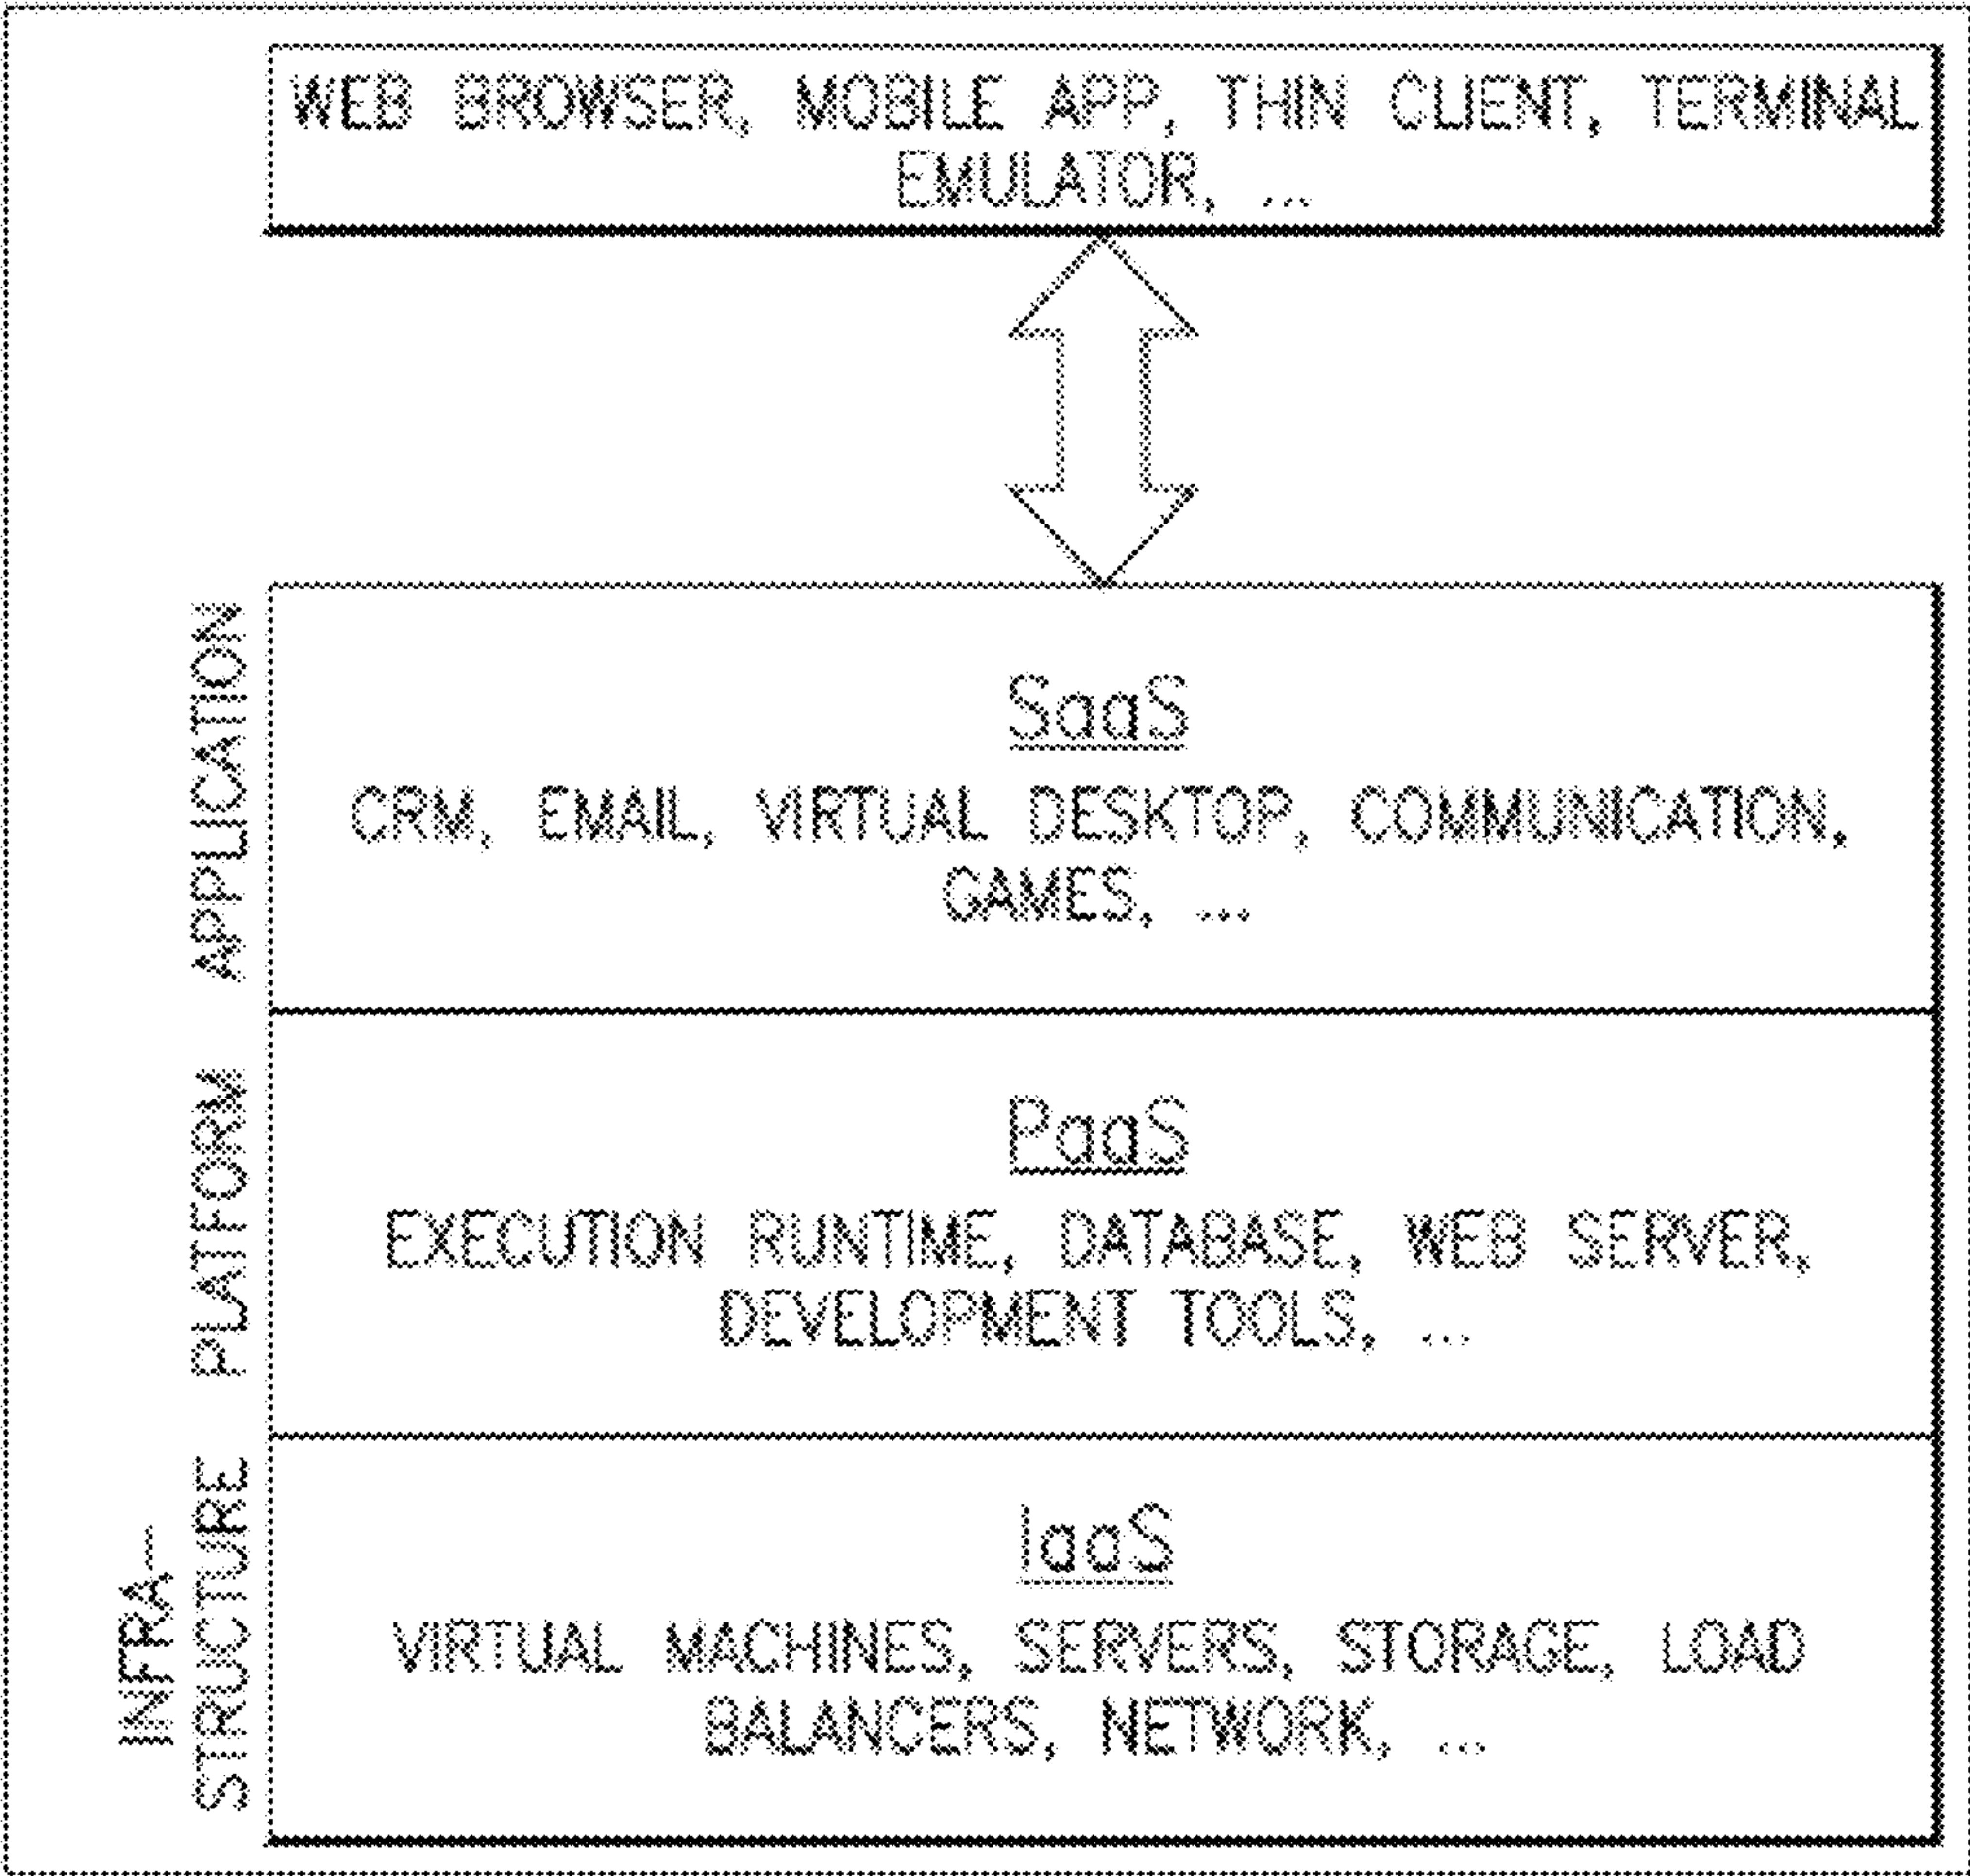 WEB BROWSER, MOBILE APP, THIN CLIENT, TERMINAL
EMULATOR, ...
APPLICATION
SaaS
CRM, EMAIL, VIRTUAL DESKTOP, COMMUNICATION,
GAMES, ...
PLATFORM
PaaS
EXECUTION RUNTIME, DATABASE, WEB SERVER,
DEVELOPMENT TOOLS, ...
INFRA-
STRUCTURE
IaaS
VIRTUAL MACHINES, SERVERS, STORAGE, LOAD
BALANCERS, NETWORK, ...